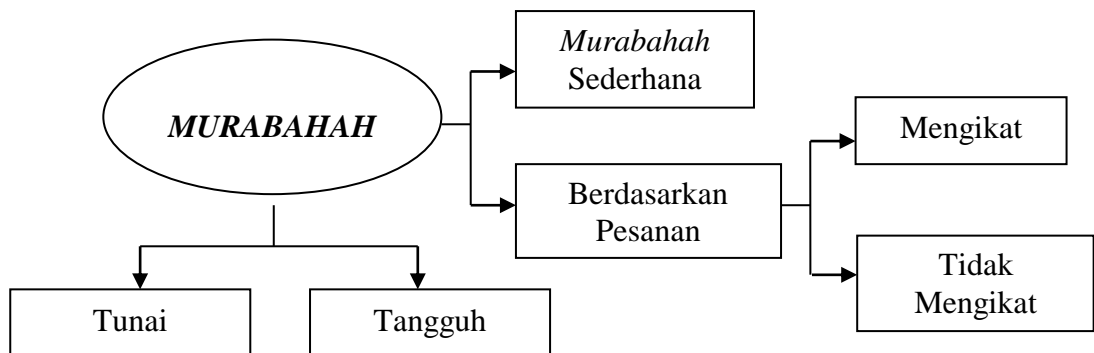 Murabahah
Sederhana
MURABAHAH
Mengikat
Berdasarkan
Pesanan
Tidak
Mengikat
Tunai
Tangguh